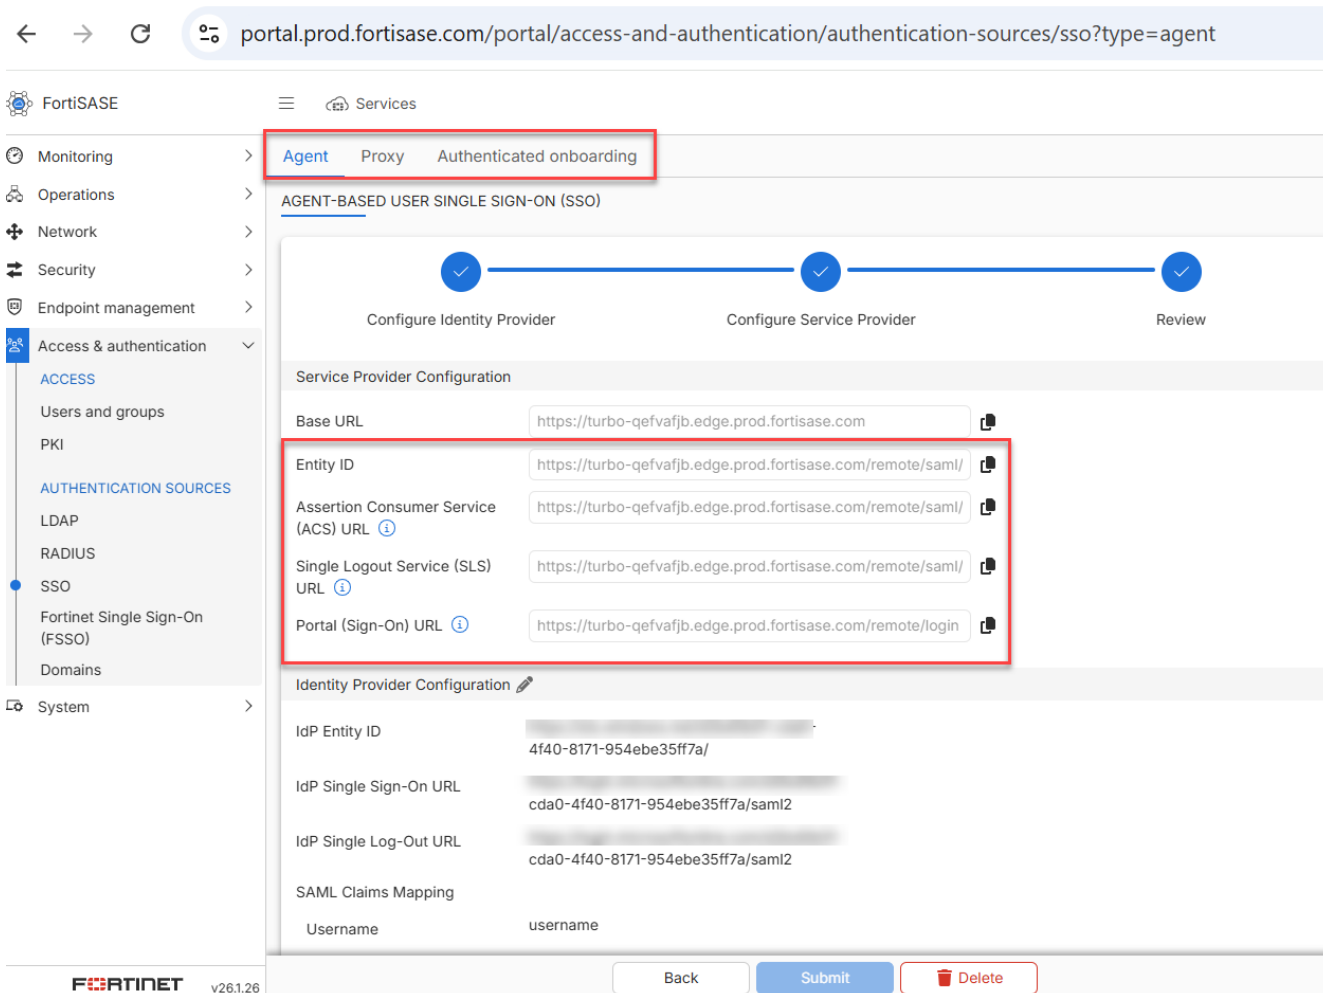 portal.prod.fortisase.com/portal/access-and-authentication/authentication-sources/sso?type=agent
FortiSASE
Services
Monitoring
Operations
Network
Security
Endpoint management
Access & authentication
ACCESS
Users and groups
PKI
AUTHENTICATION SOURCES
LDAP
RADIUS
SSO
Fortinet Single Sign-On
(FSSO)
Domains
System
FORTINET v26.1.26
Agent Proxy Authenticated onboarding
AGENT-BASED USER SINGLE SIGN-ON (SSO)
Configure Identity Provider Configure Service Provider Review
Service Provider Configuration
Base URL https://turbo-qefvafjb.edge.prod.fortisase.com
Entity ID https://turbo-qefvafjb.edge.prod.fortisase.com/remote/saml/
Assertion Consumer Service https://turbo-qefvafjb.edge.prod.fortisase.com/remote/saml/
(ACS) URL
Single Logout Service (SLS) https://turbo-qefvafjb.edge.prod.fortisase.com/remote/saml/
URL
Portal (Sign-On) URL https://turbo-qefvafjb.edge.prod.fortisase.com/remote/login
Identity Provider Configuration
IdP Entity ID
4f40-8171-954ebe35ff7a/
IdP Single Sign-On URL
cda0-4f40-8171-954ebe35ff7a/saml2
IdP Single Log-Out URL
cda0-4f40-8171-954ebe35ff7a/saml2
SAML Claims Mapping
Username username
Back Submit Delete